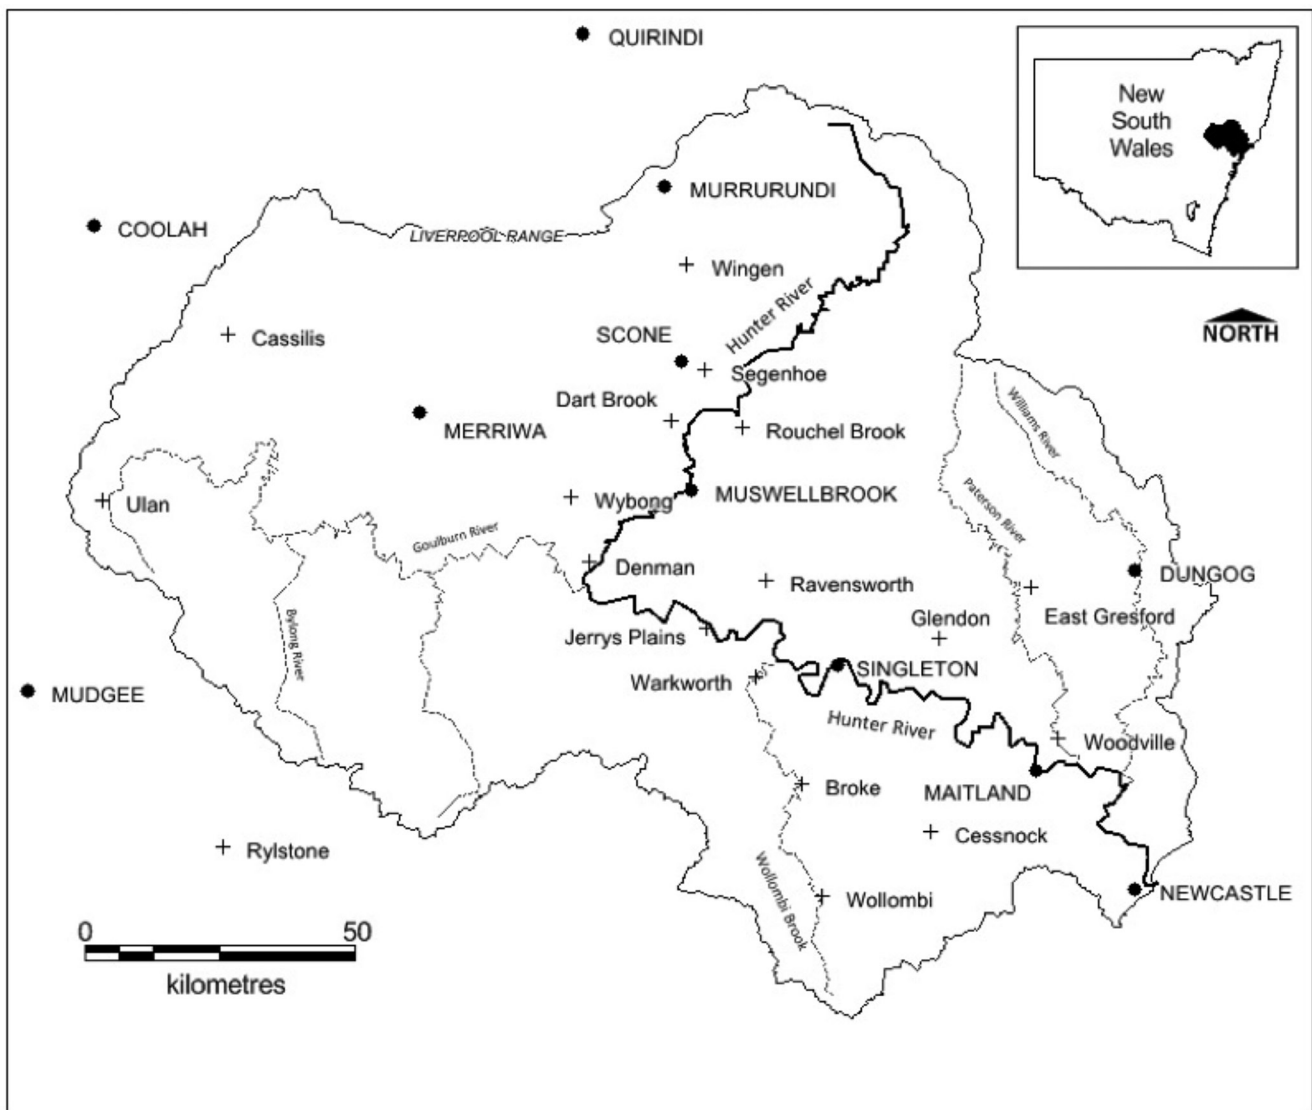 QUIRINDI
New
South
Wales
MURRURUNDI
COOLAH
LIVERPOOL RANGE
Wingen
Hunter River
NORTH
Cassilis
SCONE
Segenhoe
Dart Brook
MERRIWA
Rouchel Brook
Williams River
Ulan
Wybong
MUSWELLBROOK
Paterson River
Goulburn River
Denman
Ravensworth
DUNGOG
Glendon
East Gresford
Bylong River
Jerrys Plains
SINGLETON
Warkworth
MUDGEE
Hunter River
Woodville
Broke
MAITLAND
Cessnock
Rylstone
Wollombi Brook
Wollombi
NEWCASTLE
0 50
kilometres